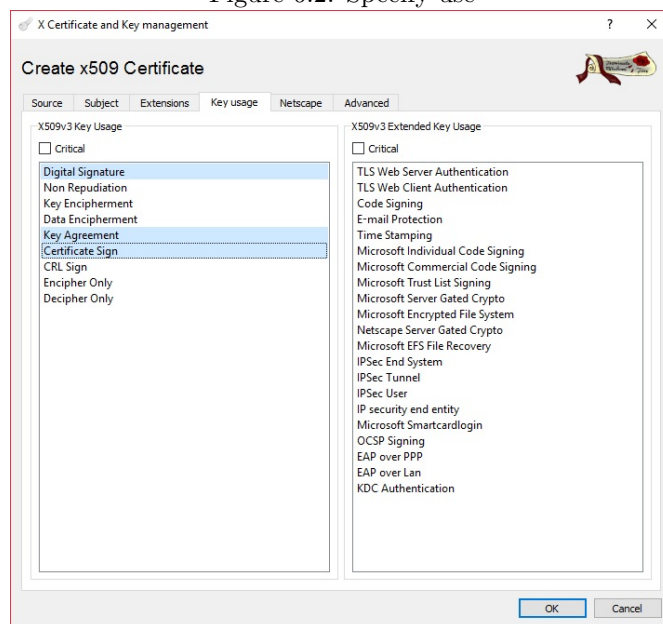 X Certificate and Key management
? X
Create x509 Certificate
Source Subject Extensions Key usage Netscape Advanced
X509v3 Key Usage
Critical
Digital Signature
Non Repudiation
Key Encipherment
Data Encipherment
Key Agreement
Certificate Sign
CRL Sign
Encipher Only
Decipher Only
X509v3 Extended Key Usage
Critical
TLS Web Server Authentication
TLS Web Client Authentication
Code Signing
E-mail Protection
Time Stamping
Microsoft Individual Code Signing
Microsoft Commercial Code Signing
Microsoft Trust List Signing
Microsoft Server Gated Crypto
Microsoft Encrypted File System
Netscape Server Gated Crypto
Microsoft EFS File Recovery
IPSec End System
IPSec Tunnel
IPSec User
IP security end entity
Microsoft Smartcardlogin
OCSP Signing
EAP over PPP
EAP over Lan
KDC Authentication
OK Cancel